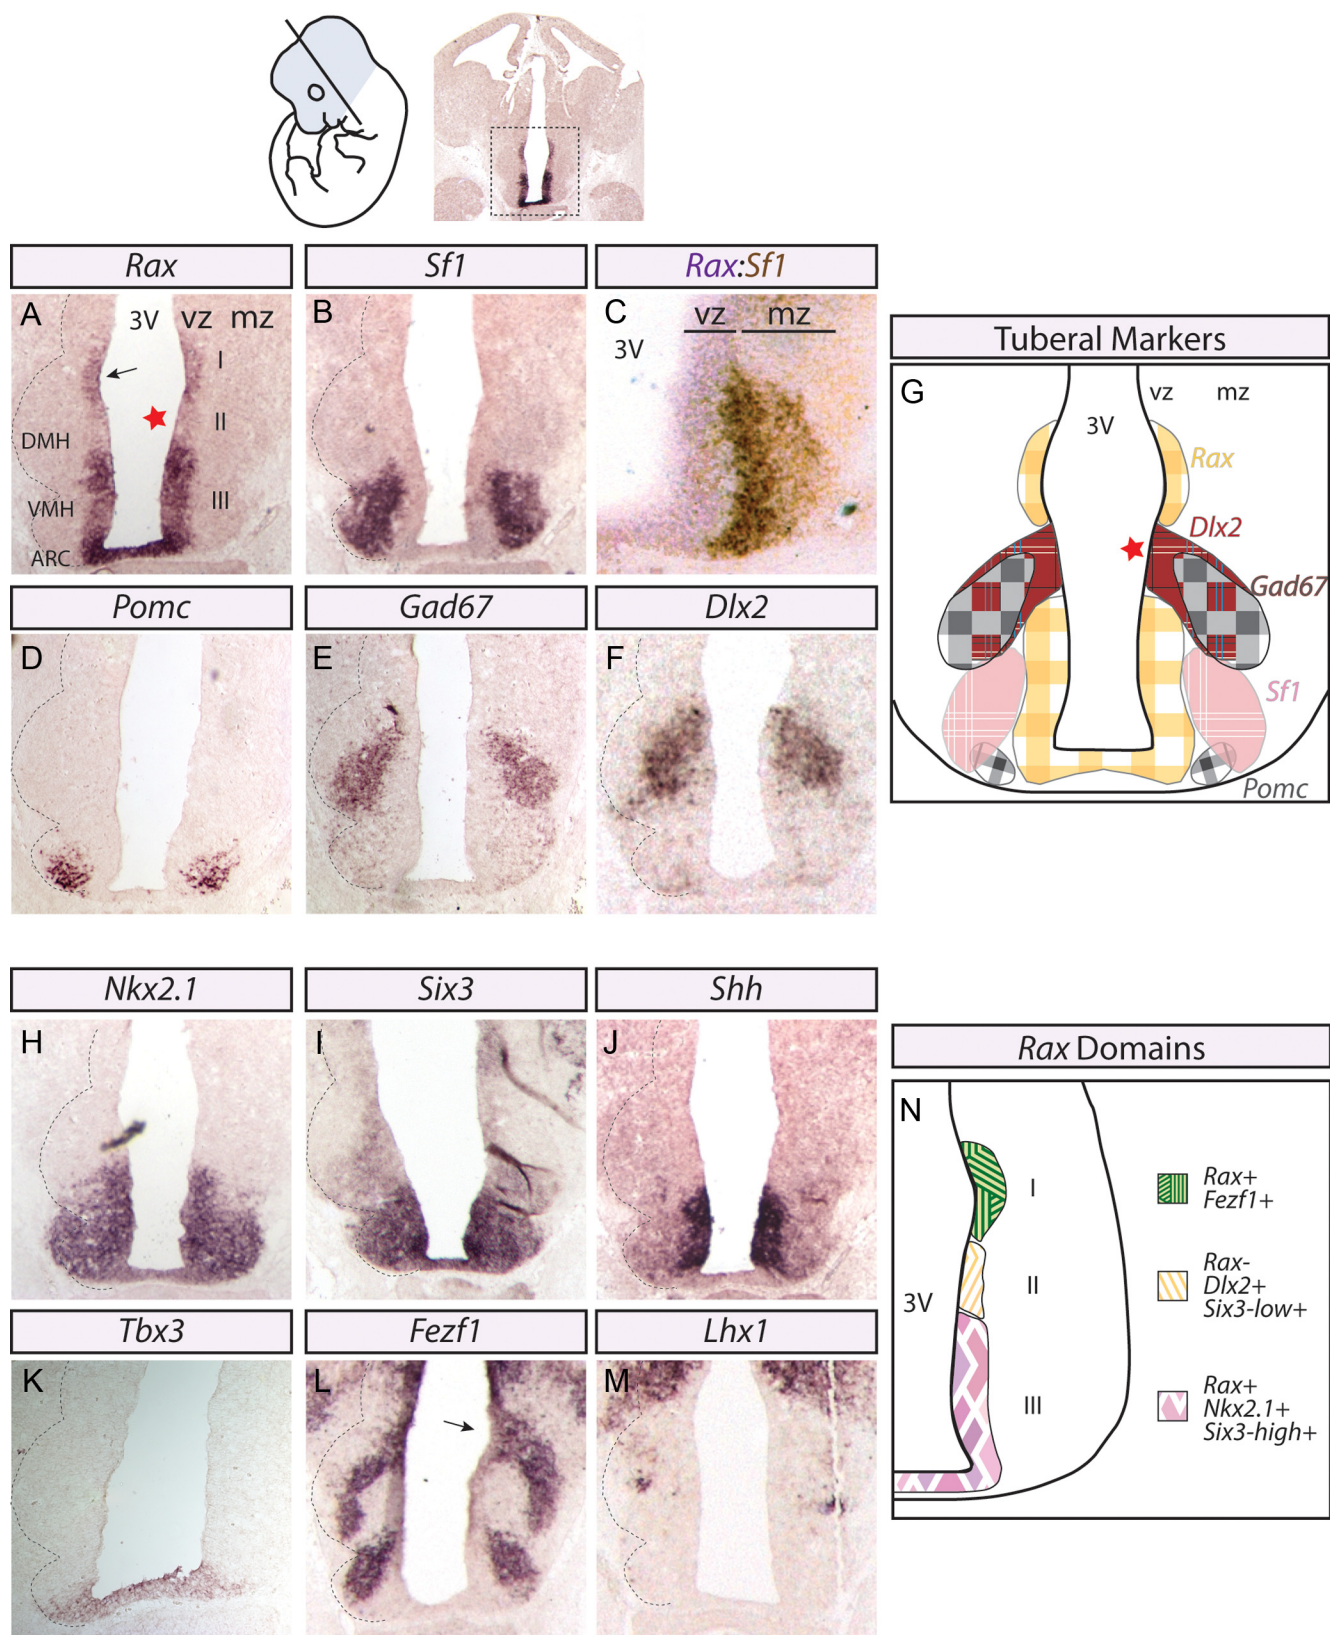 Rax
Sf1
Rax:Sf1
A
3V
vz
mz
I
II
III
DMH
VMH
ARC
B
C
vz
mz
3V
Tuberal Markers
G
vz
mz
3V
Rax
Dlx2
Gad67
Sf1
Pomc
Pomc
Gad67
Dlx2
D
E
F
Nkx2.1
Six3
Shh
H
I
J
Rax Domains
N
3V
I
II
III
Rax+
Fezf1+
Rax-
Dlx2+
Six3-low+
Rax+
Nkx2.1+
Six3-high+
Tbx3
Fezf1
Lhx1
K
L
M